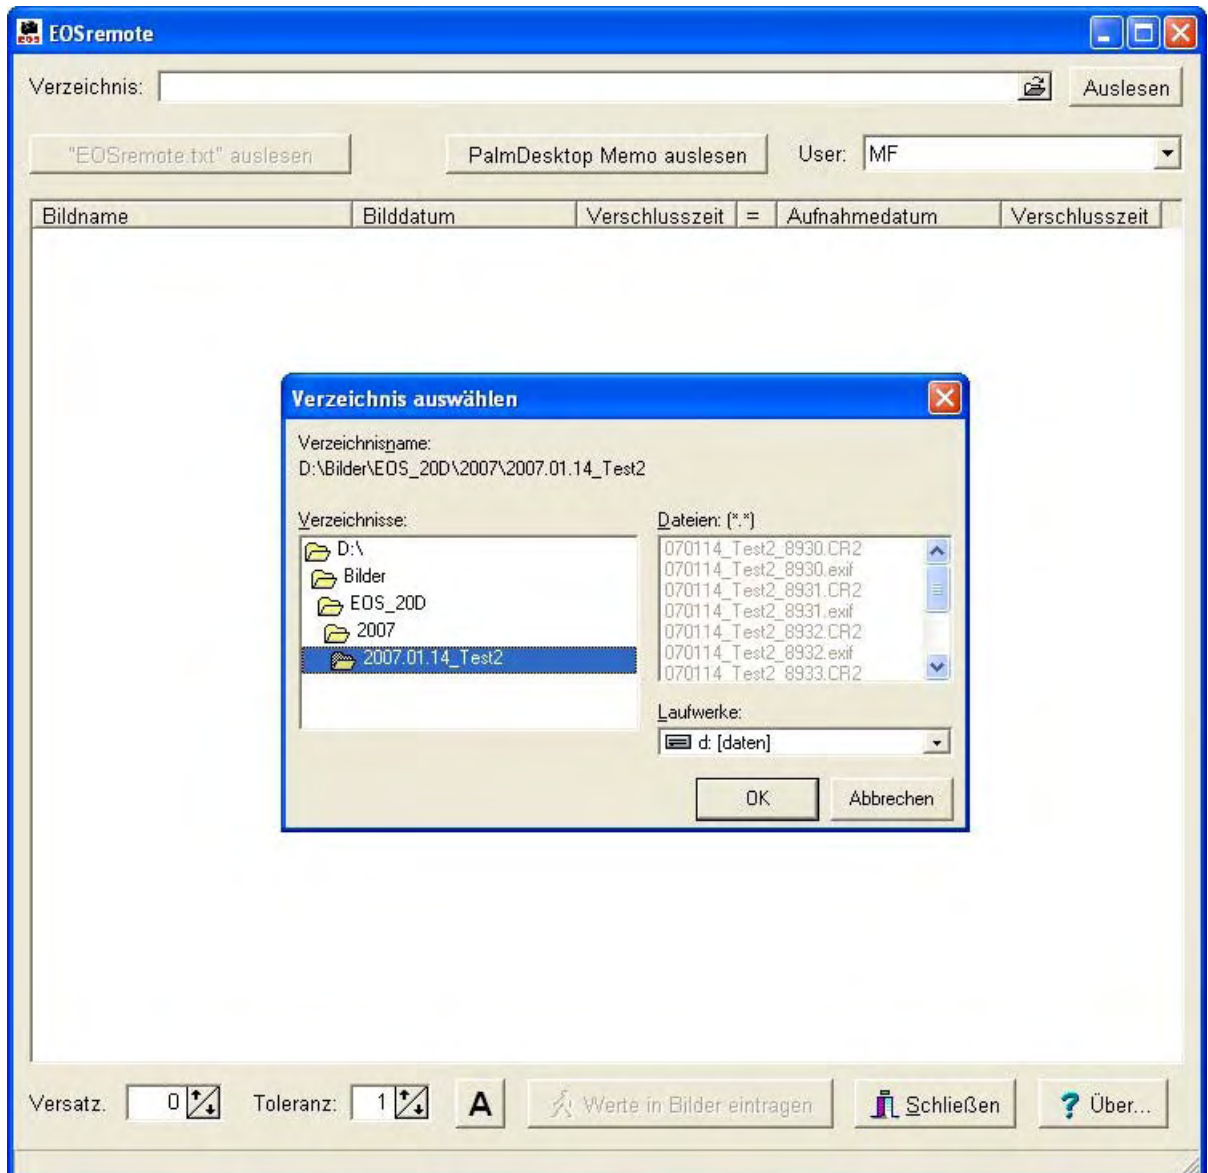 EOSremote
Verzeichnis: Auslesen
"EOSremote.txt" auslesen PalmDesktop Memo auslesen User: MF
Bildname Bilddatum Verschlusszeit = Aufnahmedatum Verschlusszeit
Verzeichnis auswählen
Verzeichnisname:
D:\Bilder\EOS_20D\2007\2007.01.14_Test2
Verzeichnisse:
D:\
Bilder
EOS_20D
2007
2007.01.14_Test2
Dateien: (*.*)
070114_Test2_8930.CR2
070114_Test2_8930.exif
070114_Test2_8931.CR2
070114_Test2_8931.exif
070114_Test2_8932.CR2
070114_Test2_8932.exif
070114_Test2_8933.CR2
Laufwerke:
d: [daten]
OK Abbrechen
Versatz. 0 Toleranz: 1 A Werte in Bilder eintragen Schließen ? Über...